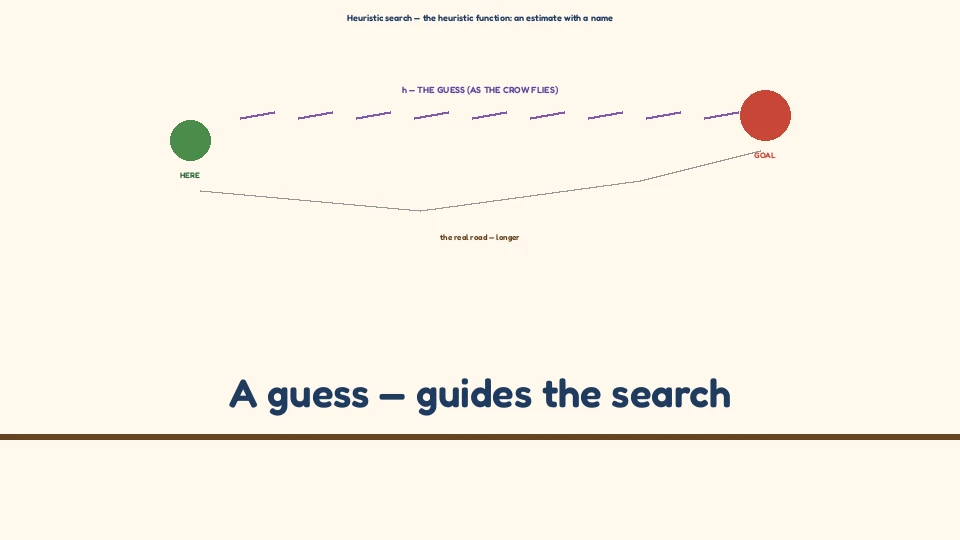 Heuristic search — the heuristic function: an estimate with a name
h — THE GUESS (AS THE CROW FLIES)
HERE
GOAL
the real road — longer
A guess — guides the search